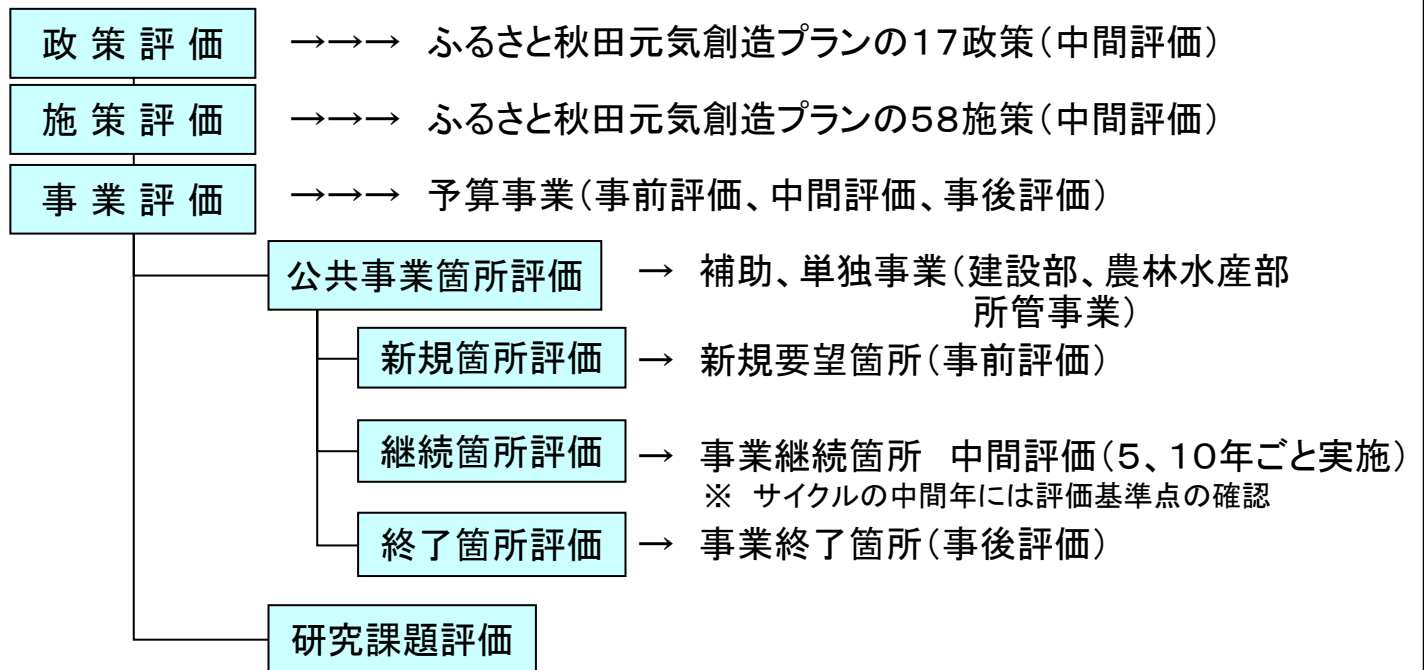 政 策 評 価 →→→ ふるさと秋田元気創造プランの17政策(中間評価)
施 策 評 価 →→→ ふるさと秋田元気創造プランの58施策(中間評価)
事 業 評 価 →→→ 予算事業(事前評価、中間評価、事後評価)
公共事業箇所評価 → 補助、単独事業(建設部、農林水産部
所管事業)
新規箇所評価 → 新規要望箇所(事前評価)
継続箇所評価 → 事業継続箇所 中間評価(5、10年ごと実施)
※ サイクルの中間年には評価基準点の確認
終了箇所評価 → 事業終了箇所(事後評価)
研究課題評価